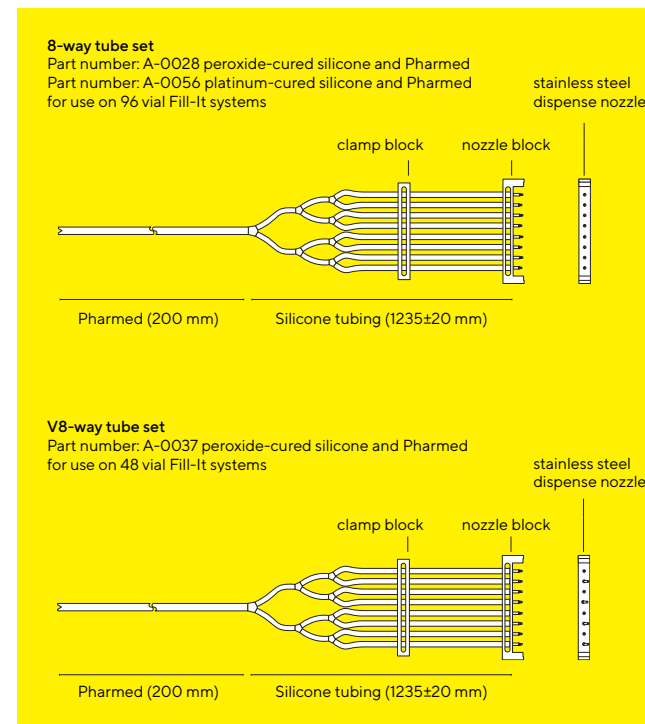 8-way tube set
Part number: A-0028 peroxide-cured silicone and Pharmed
Part number: A-0056 platinum-cured silicone and Pharmed
for use on 96 vial Fill-It systems
stainless steel
dispense nozzle
clamp block
nozzle block
Pharmed (200 mm)
Silicone tubing (1235±20 mm)
V8-way tube set
Part number: A-0037 peroxide-cured silicone and Pharmed
for use on 48 vial Fill-It systems
stainless steel
dispense nozzle
clamp block
nozzle block
Pharmed (200 mm)
Silicone tubing (1235±20 mm)